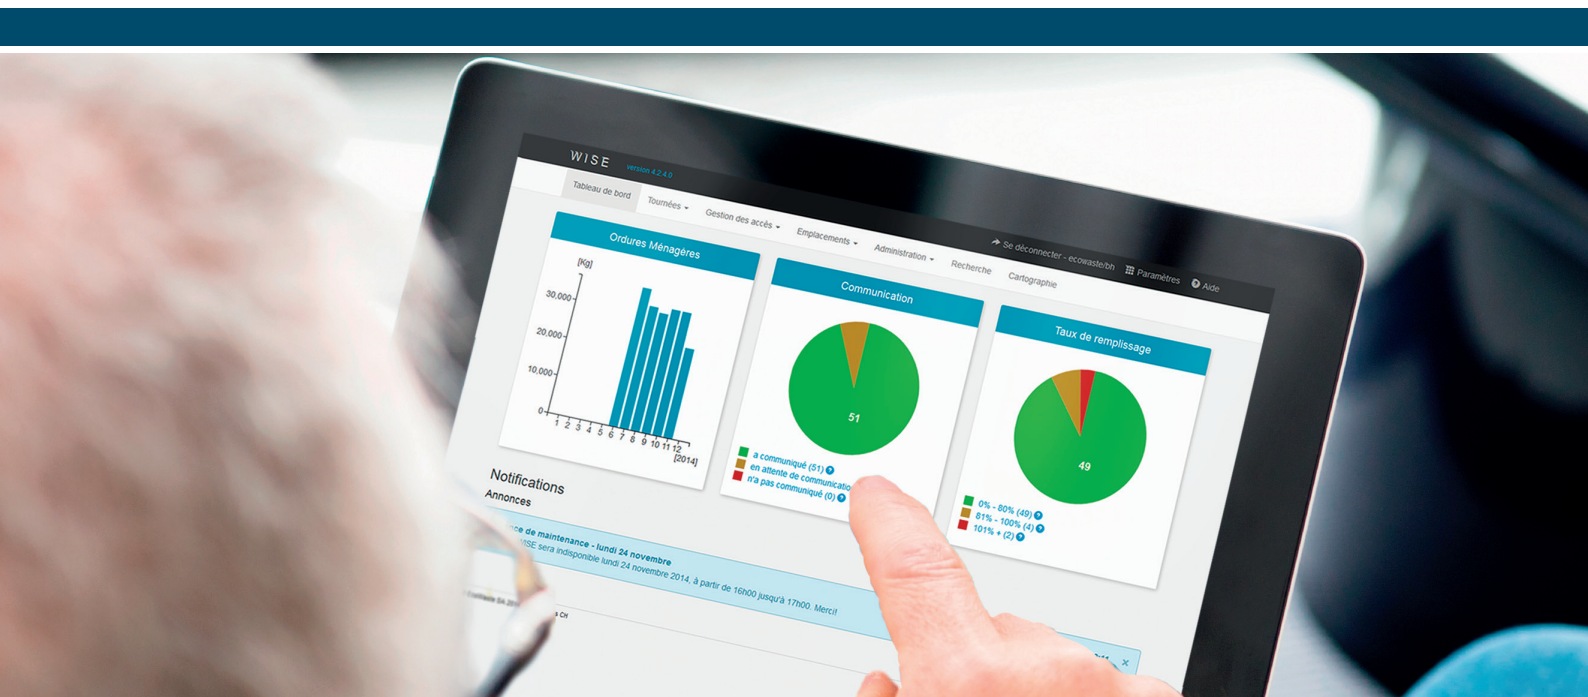 WISE version 4.2.4.0
Se déconnecter - ecowaste/bh Paramètres Aide
Tableau de bord Tournées Gestion des accès Emplacements Administration Recherche Cartographie
Ordures Ménagères
[Kg]
30,000
20,000
10,000
0
1 2 3 4 5 6 7 8 9 10 11 12
[2014]
Communication
51
a communiqué (51)
en attente de
n'a pas communiqué (0)
Taux de remplissage
49
0% - 80% (49)
81% - 100% (4)
101% + (2)
Notifications
Annonces
de maintenance - lundi 24 novembre
sera indisponible lundi 24 novembre 2014, à partir de 16h00 jusqu'à 17h00. Merci!
CH